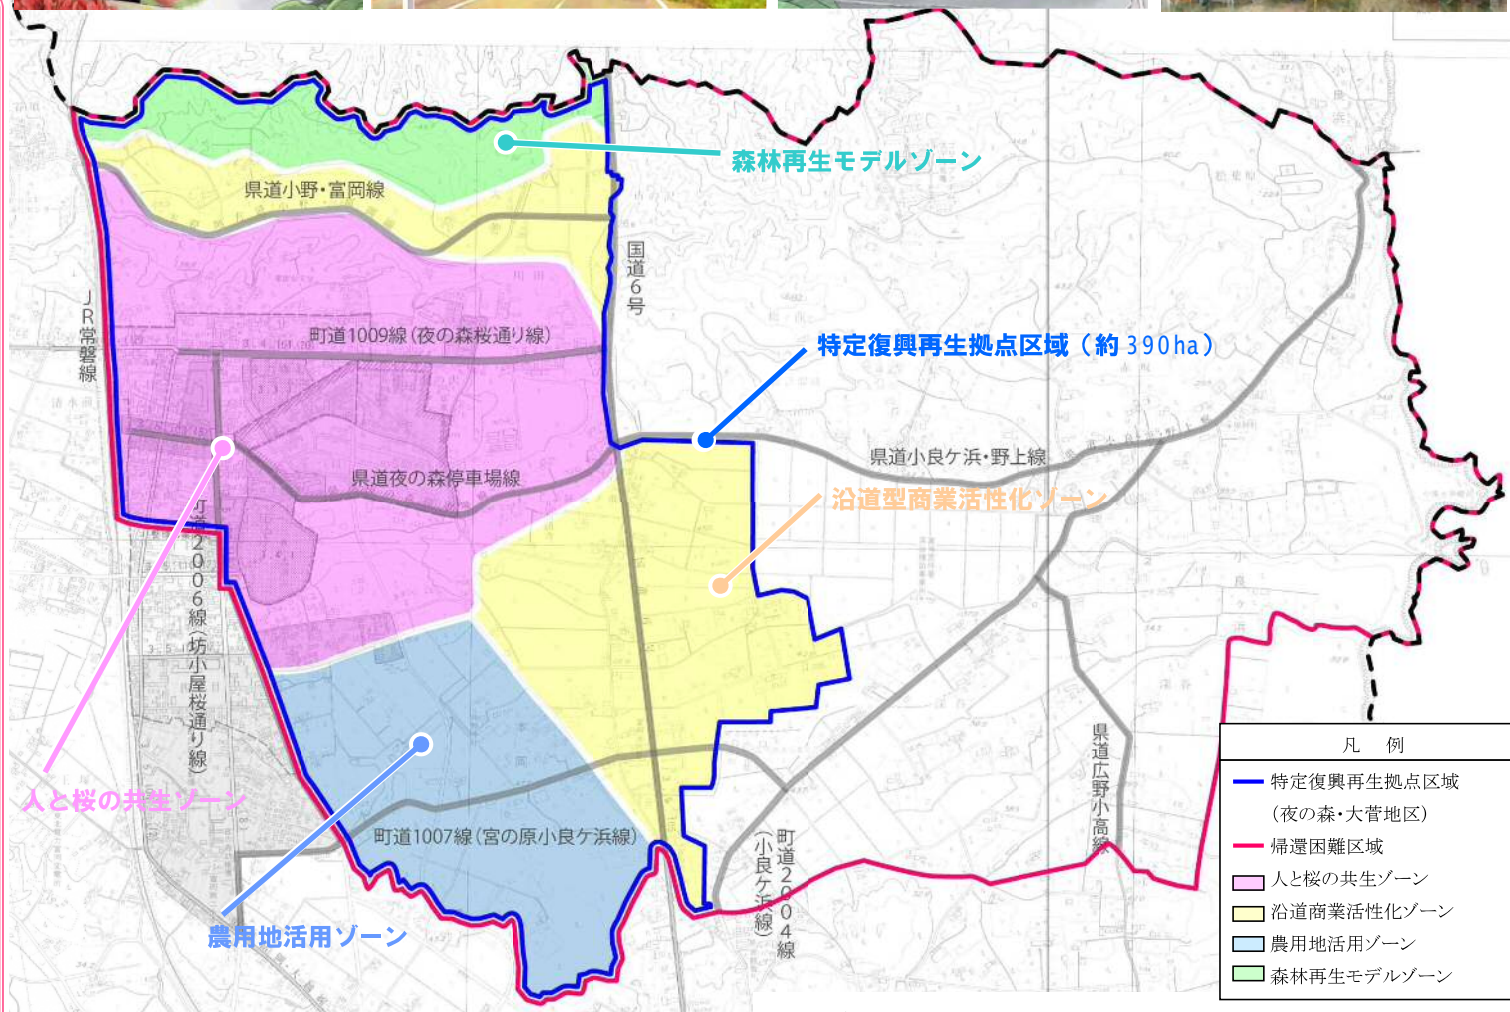 森林再生モデルゾーン
県道小野・富岡線
国道6号
JR常磐線
町道1009線(夜の森桜通り線)
特定復興再生拠点区域(約390ha)
県道小良ケ浜・野上線
県道夜の森停車場線
沿道型商業活性化ゾーン
町道2006線(坊小屋桜通り線)
人と桜の共生ゾーン
町道1007線(宮の原小良ケ浜線)
農用地活用ゾーン
町道2004線
(小良ケ浜線)
県道広野小高線
凡 例
特定復興再生拠点区域
(夜の森・大菅地区)
帰還困難区域
人と桜の共生ゾーン
沿道商業活性化ゾーン
農用地活用ゾーン
森林再生モデルゾーン